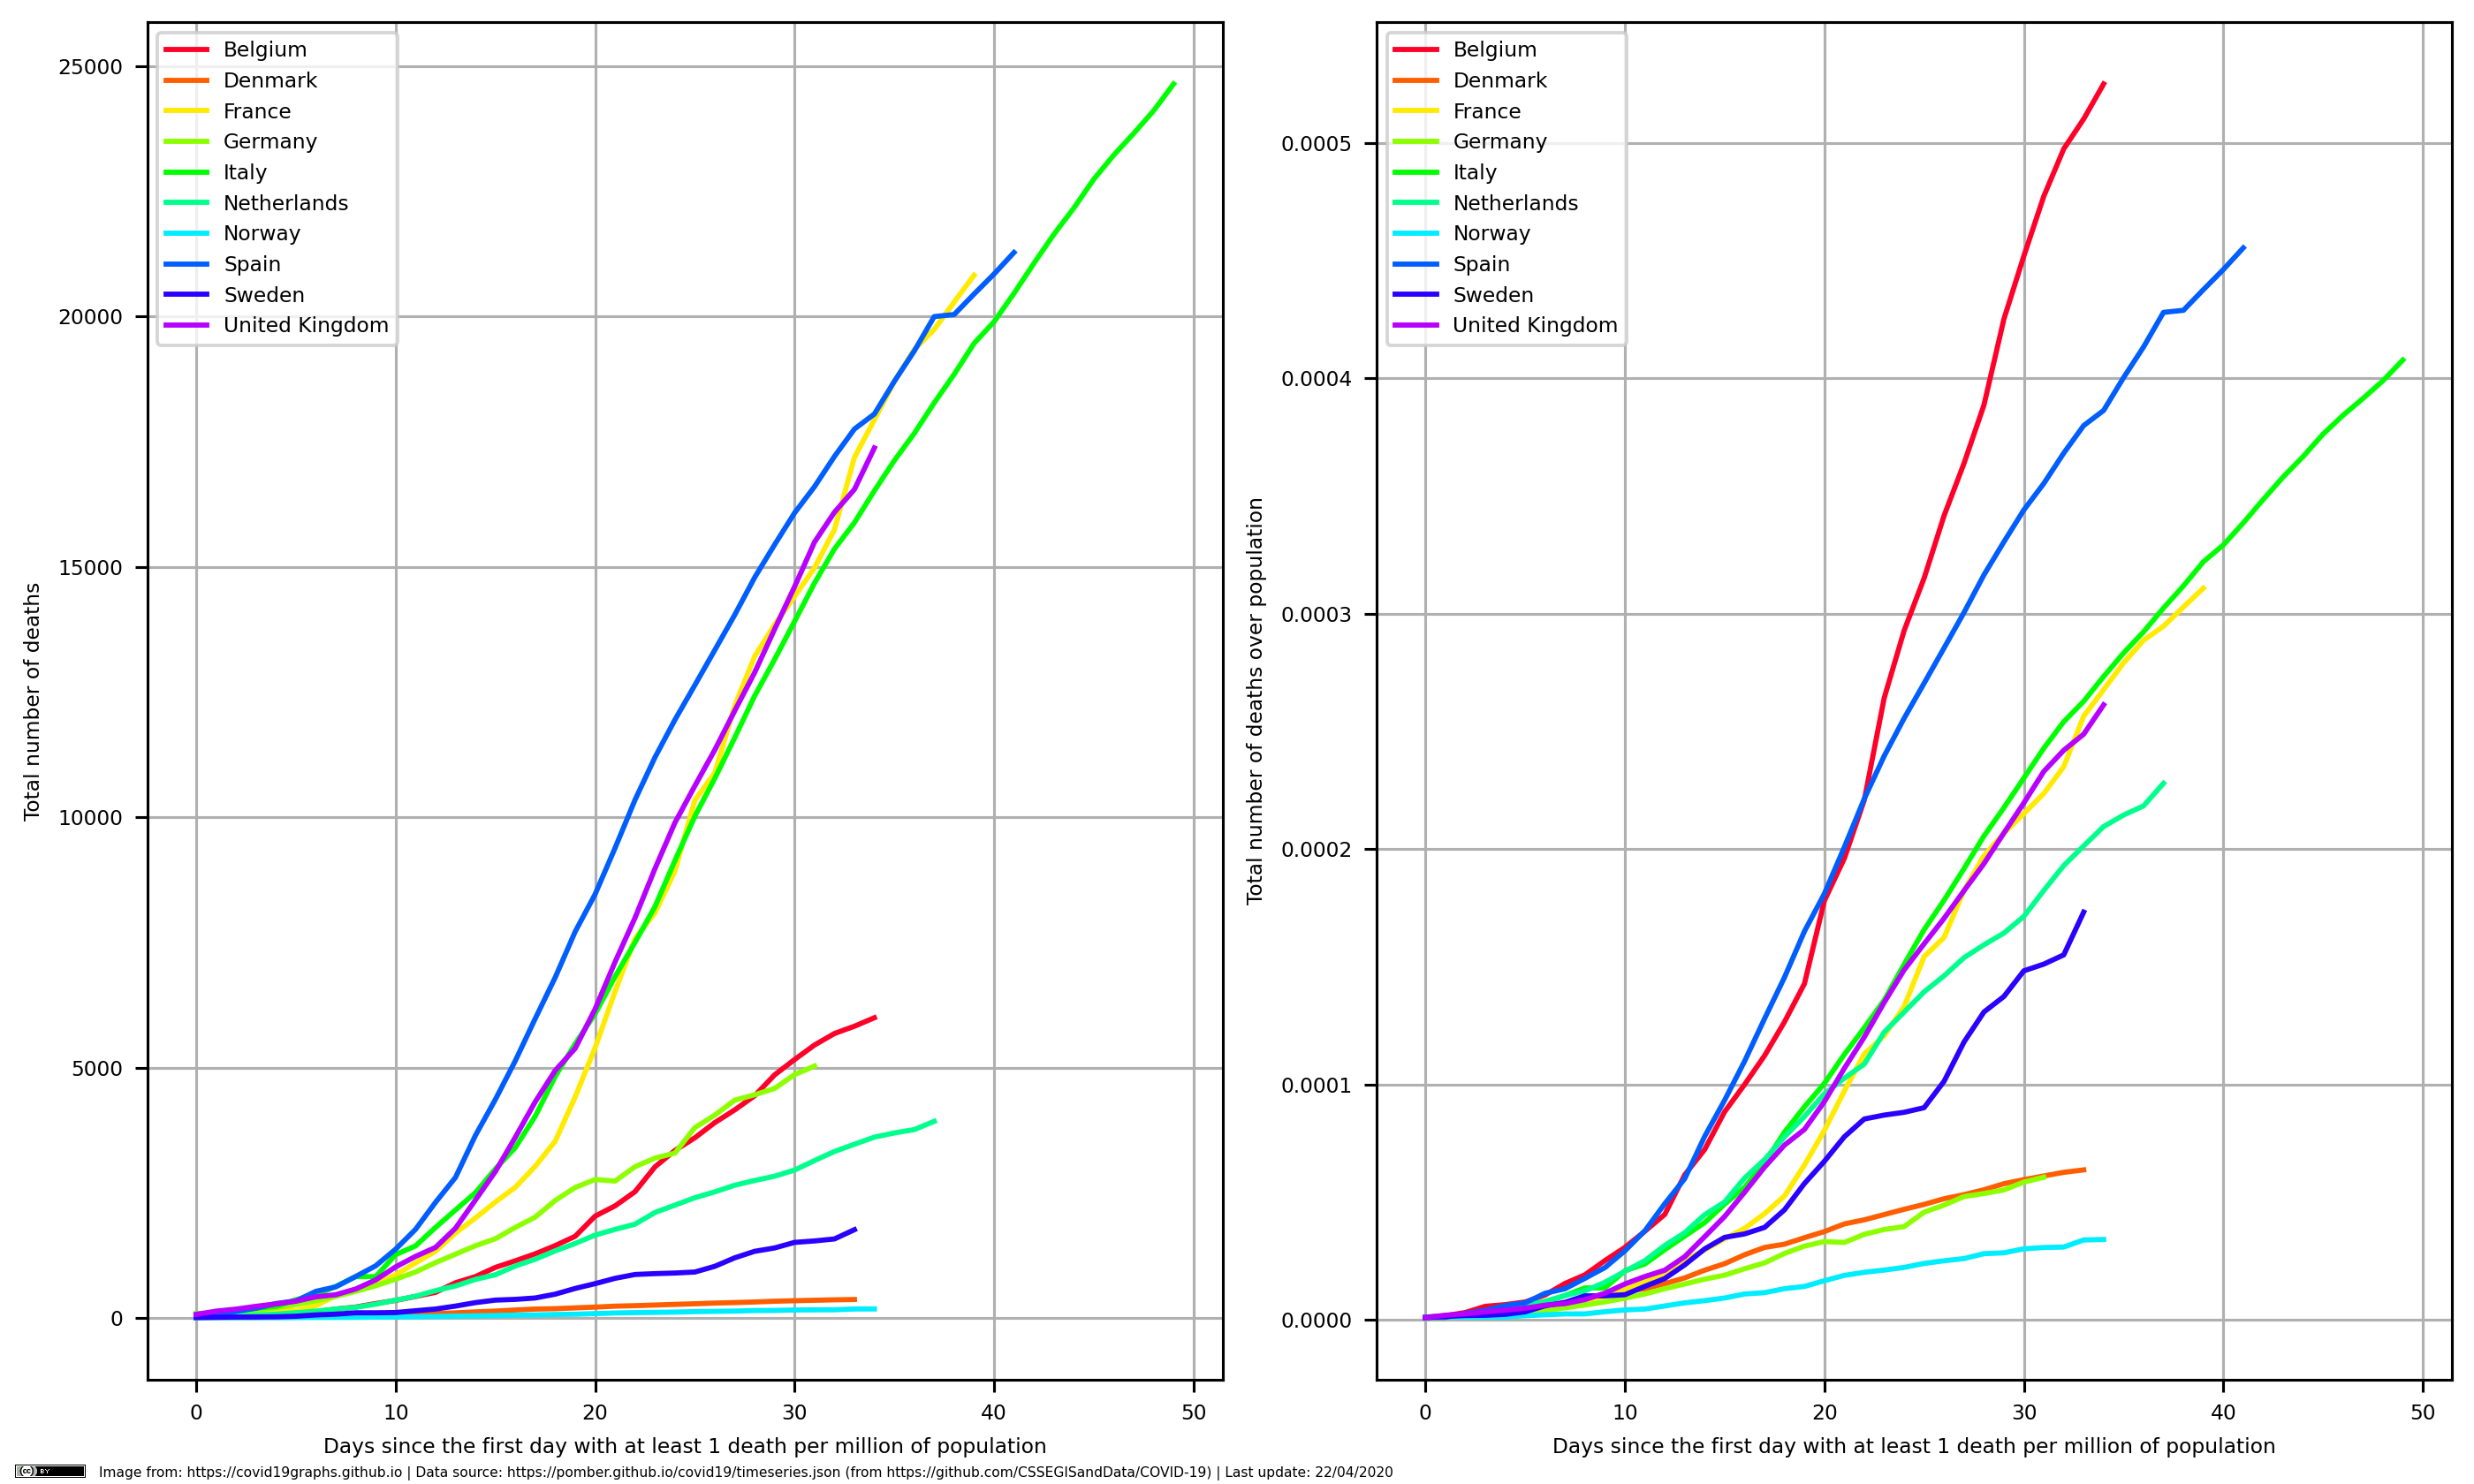 Belgium
Denmark
France
Germany
Italy
Netherlands
Norway
Spain
Sweden
United Kingdom
25000
20000
15000
10000
5000
0
Total number of deaths
0 10 20 30 40 50
Days since the first day with at least 1 death per million of population
Belgium
Denmark
France
Germany
Italy
Netherlands
Norway
Spain
Sweden
United Kingdom
0.0005
0.0004
0.0003
0.0002
0.0001
0.0000
Total number of deaths over population
0 10 20 30 40 50
Days since the first day with at least 1 death per million of population
(cc) BY Image from: https://covid19graphs.github.io | Data source: https://pomber.github.io/covid19/timeseries.json (from https://github.com/CSSEGISandData/COVID-19) | Last update: 22/04/2020